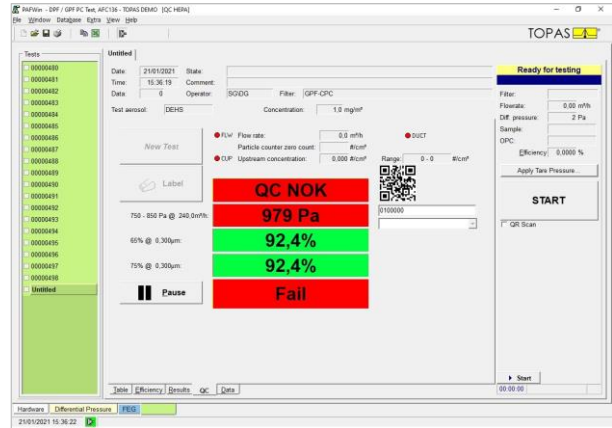 PAFWin - DPF / GPF PC Test, AFC136 - TOPAS DEMO [QC HEPA]
File Window Database Extra View Help
TOPAS
Tests
00000480
00000481
00000482
00000483
00000484
00000485
00000486
00000487
00000488
00000489
00000490
00000491
00000492
00000493
00000494
00000495
00000496
00000497
00000498
Untitled
Untitled
Date: 21/01/2021 State:
Time: 15:36:19 Comment:
Data: 0 Operator: SG\DG Filter: GPF-CPC
Test aerosol: DEHS Concentration: 1,0 mg/m³
New Test
FLW Flow rate: 0,0 m³/h DUCT
Particle counter zero count: #/cm³
CUP Upstream concentration: 0,000 #/cm³ Range: 0 - 0 #/cm³
Label
QC NOK
750 - 850 Pa @ 240,0m³/h: 979 Pa
0100000
65% @ 0,300µm: 92,4%
75% @ 0,300µm: 92,4%
Pause
Fail
Table Efficiency Results QC Data
Ready for testing
Filter:
Flowrate: 0,00 m³/h
Diff. pressure: 2 Pa
Sample:
OPC:
Efficiency: 0,0000 %
Apply Tare Pressure...
START
QR Scan
Start
00:00:00
Hardware Differential Pressure FEG
21/01/2021 15:36:22